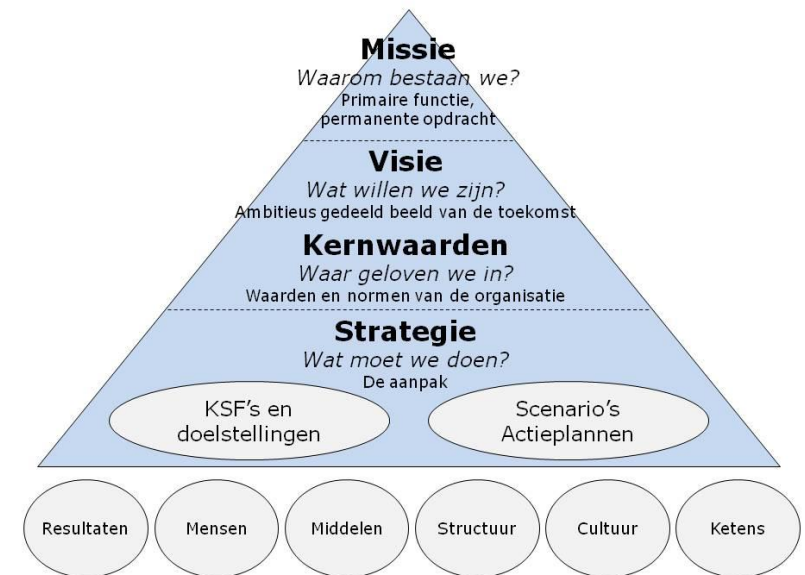 Missie
Waarom bestaan we?
Primaire functie,
permanente opdracht
Visie
Wat willen we zijn?
Ambitieus gedeeld beeld van de toekomst
Kernwaarden
Waar geloven we in?
Waarden en normen van de organisatie
Strategie
Wat moet we doen?
De aanpak
KSF's en
doelstellingen
Scenario's
Actieplannen
Resultaten
Mensen
Middelen
Structuur
Cultuur
Ketens